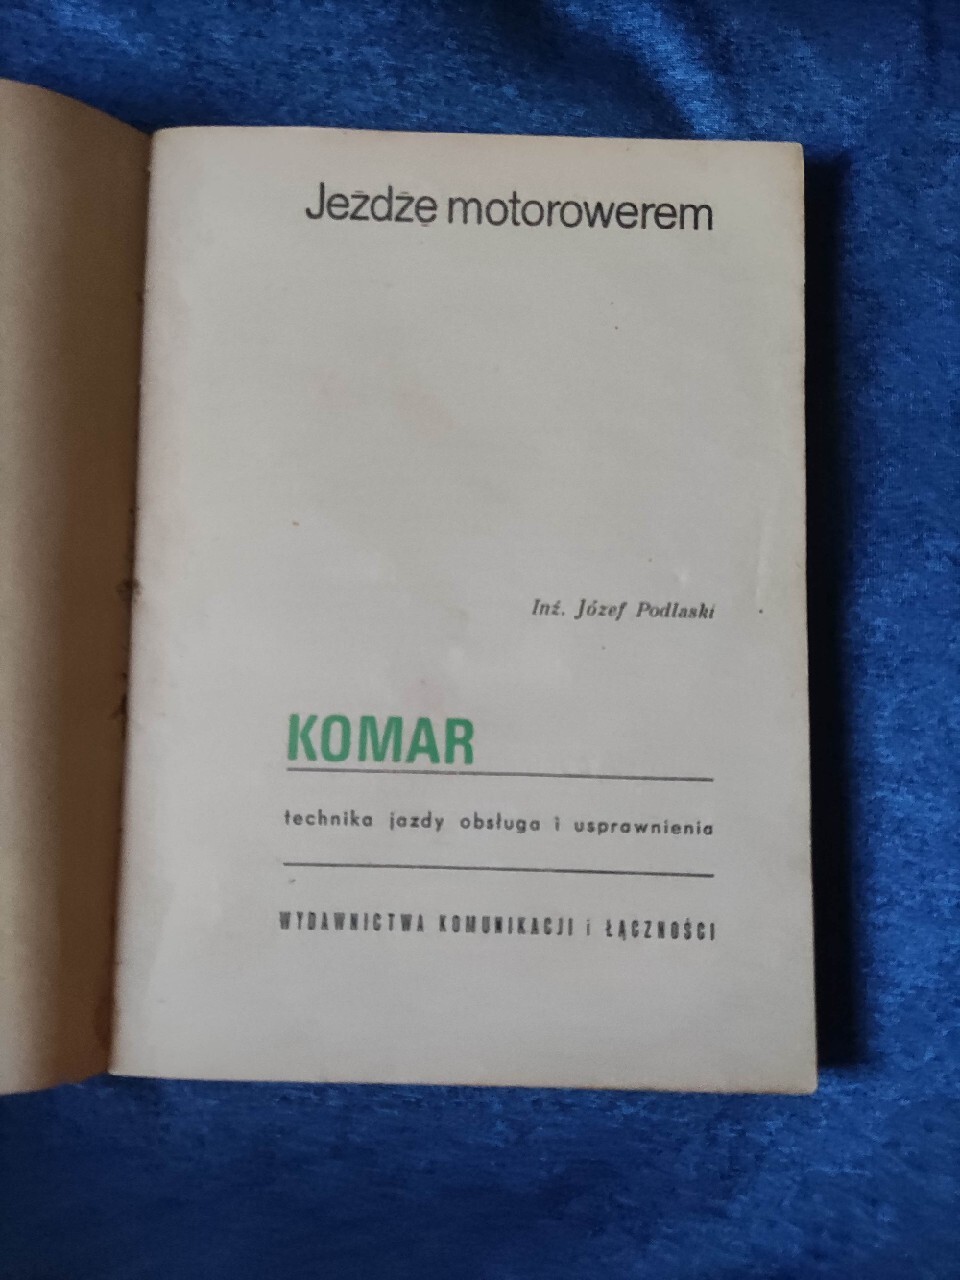 Jeżdżę motorowerem
Inż. Józef Podlaski
KOMAR
technika jazdy obsługa i usprawnienia
WYDAWNICTWA KOMUNIKACJI i ŁĄCZNOŚCI